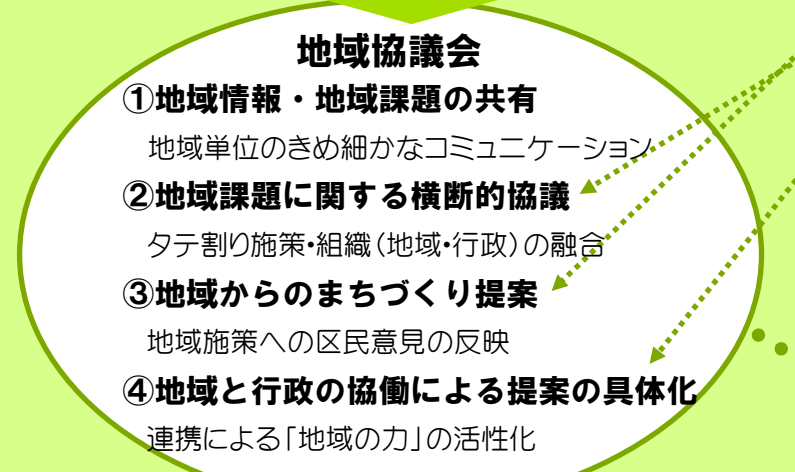 地域協議会
①地域情報・地域課題の共有
地域単位のきめ細かなコミュニケーション
②地域課題に関する横断的協議
タテ割り施策・組織（地域・行政）の融合
③地域からのまちづくり提案
地域施策への区民意見の反映
④地域と行政の協働による提案の具体化
連携による「地域の力」の活性化